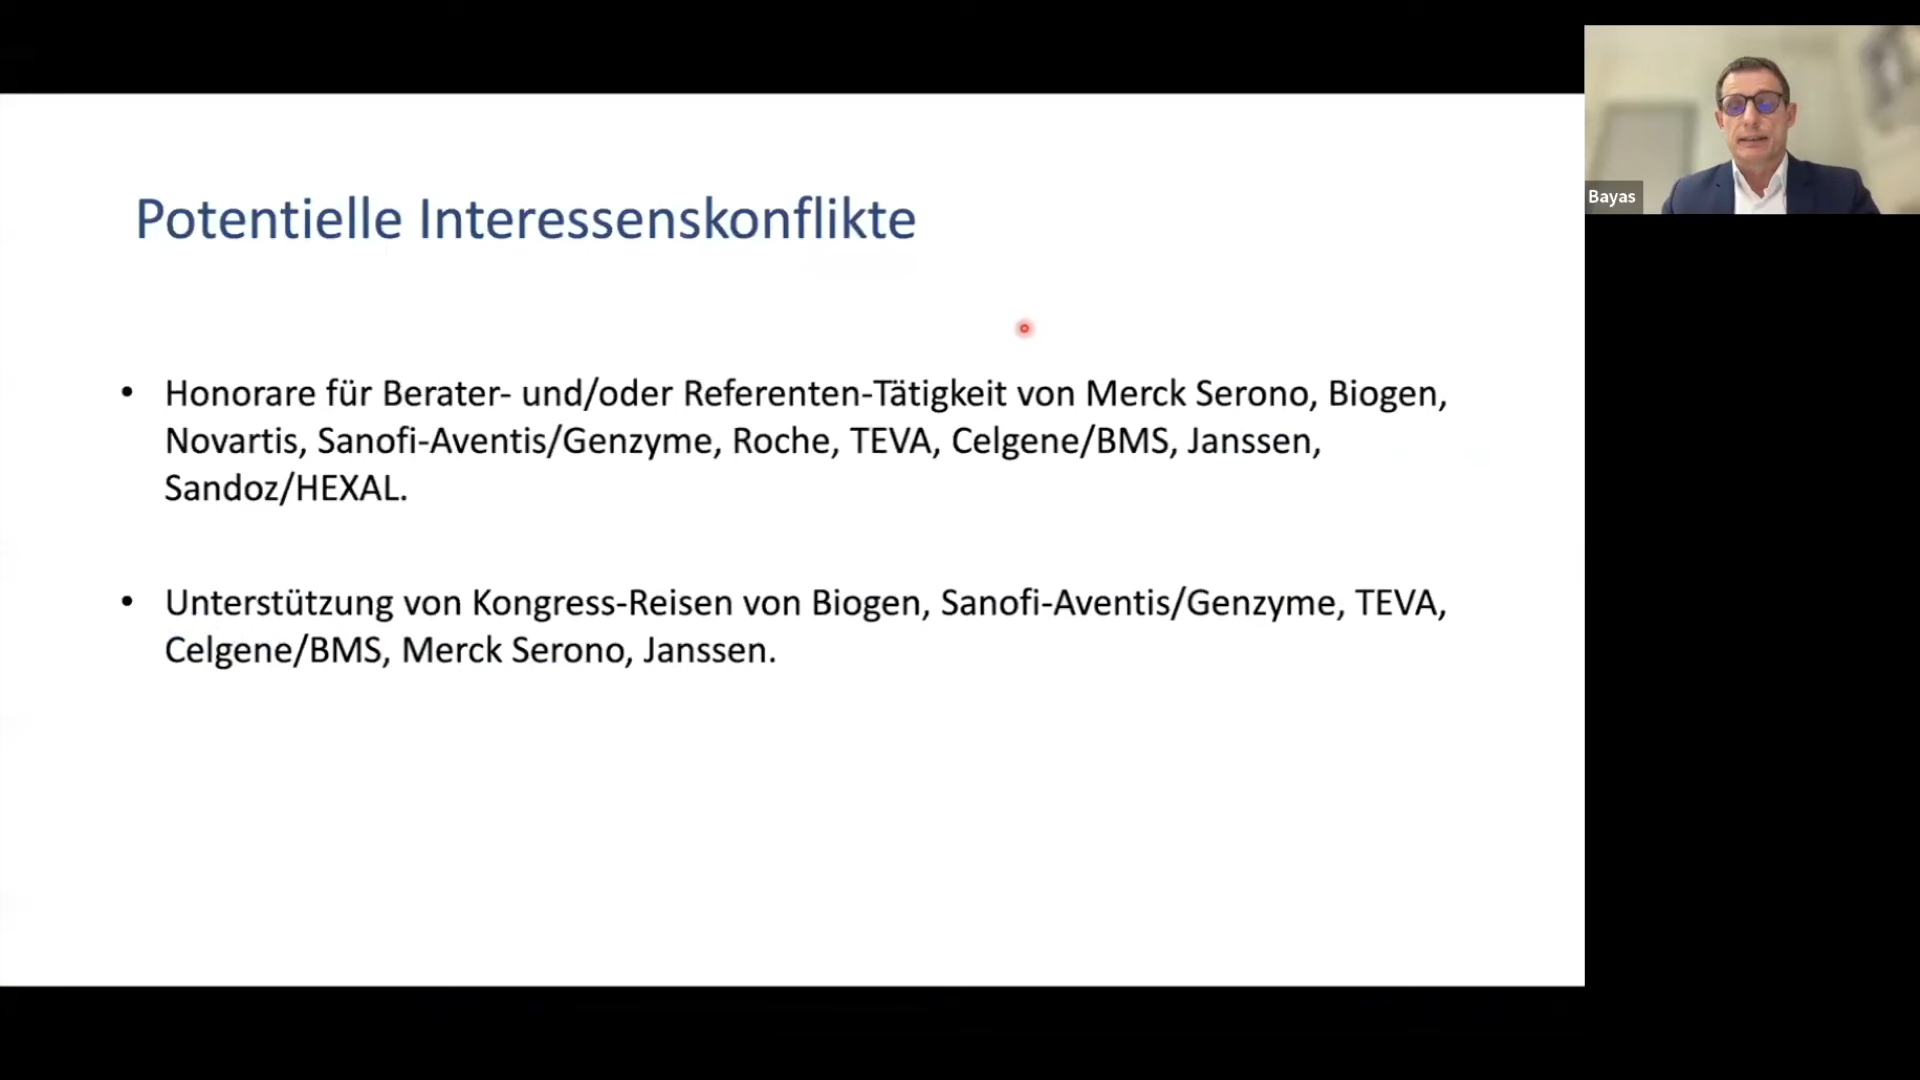 Potentielle Interessenskonflikte
• Honorare für Berater- und/oder Referenten-Tätigkeit von Merck Serono, Biogen,
Novartis, Sanofi-Aventis/Genzyme, Roche, TEVA, Celgene/BMS, Janssen,
Sandoz/HEXAL.
• Unterstützung von Kongress-Reisen von Biogen, Sanofi-Aventis/Genzyme, TEVA,
Celgene/BMS, Merck Serono, Janssen.
Bayas